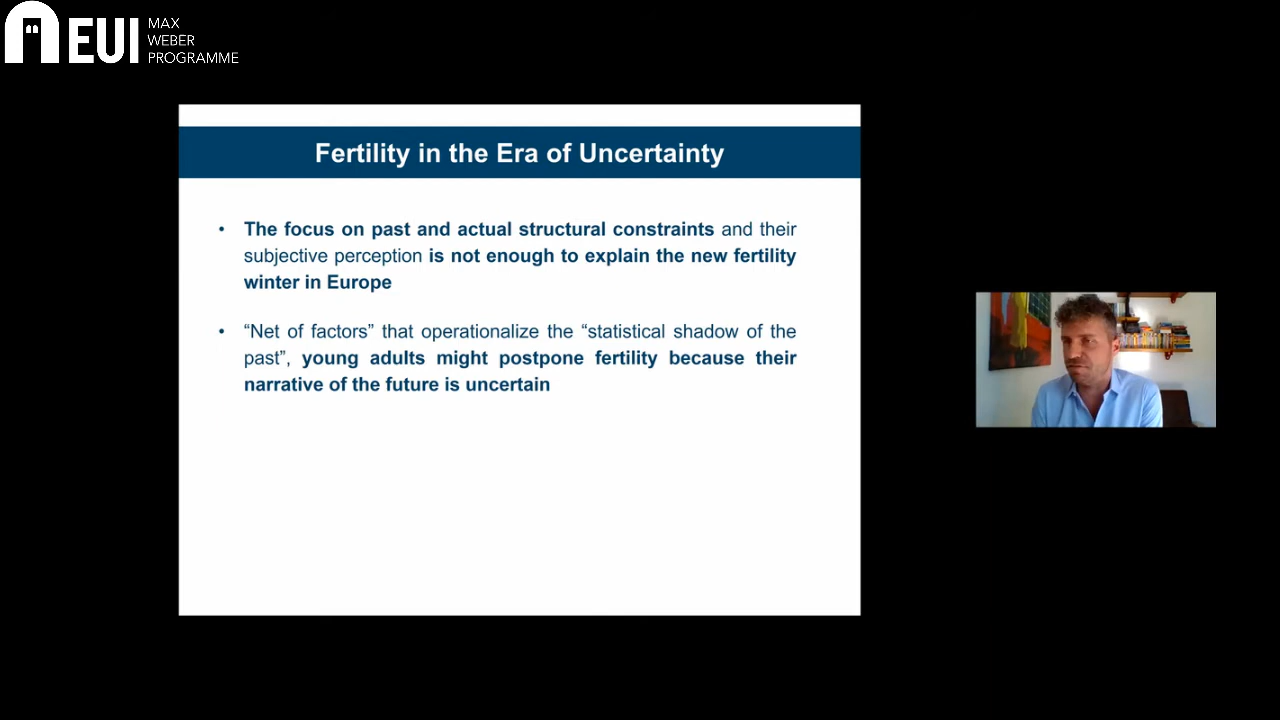 EUI
MAX
WEBER
PROGRAMME
Fertility in the Era of Uncertainty
• The focus on past and actual structural constraints and their
subjective perception is not enough to explain the new fertility
winter in Europe
• “Net of factors” that operationalize the “statistical shadow of the
past”, young adults might postpone fertility because their
narrative of the future is uncertain